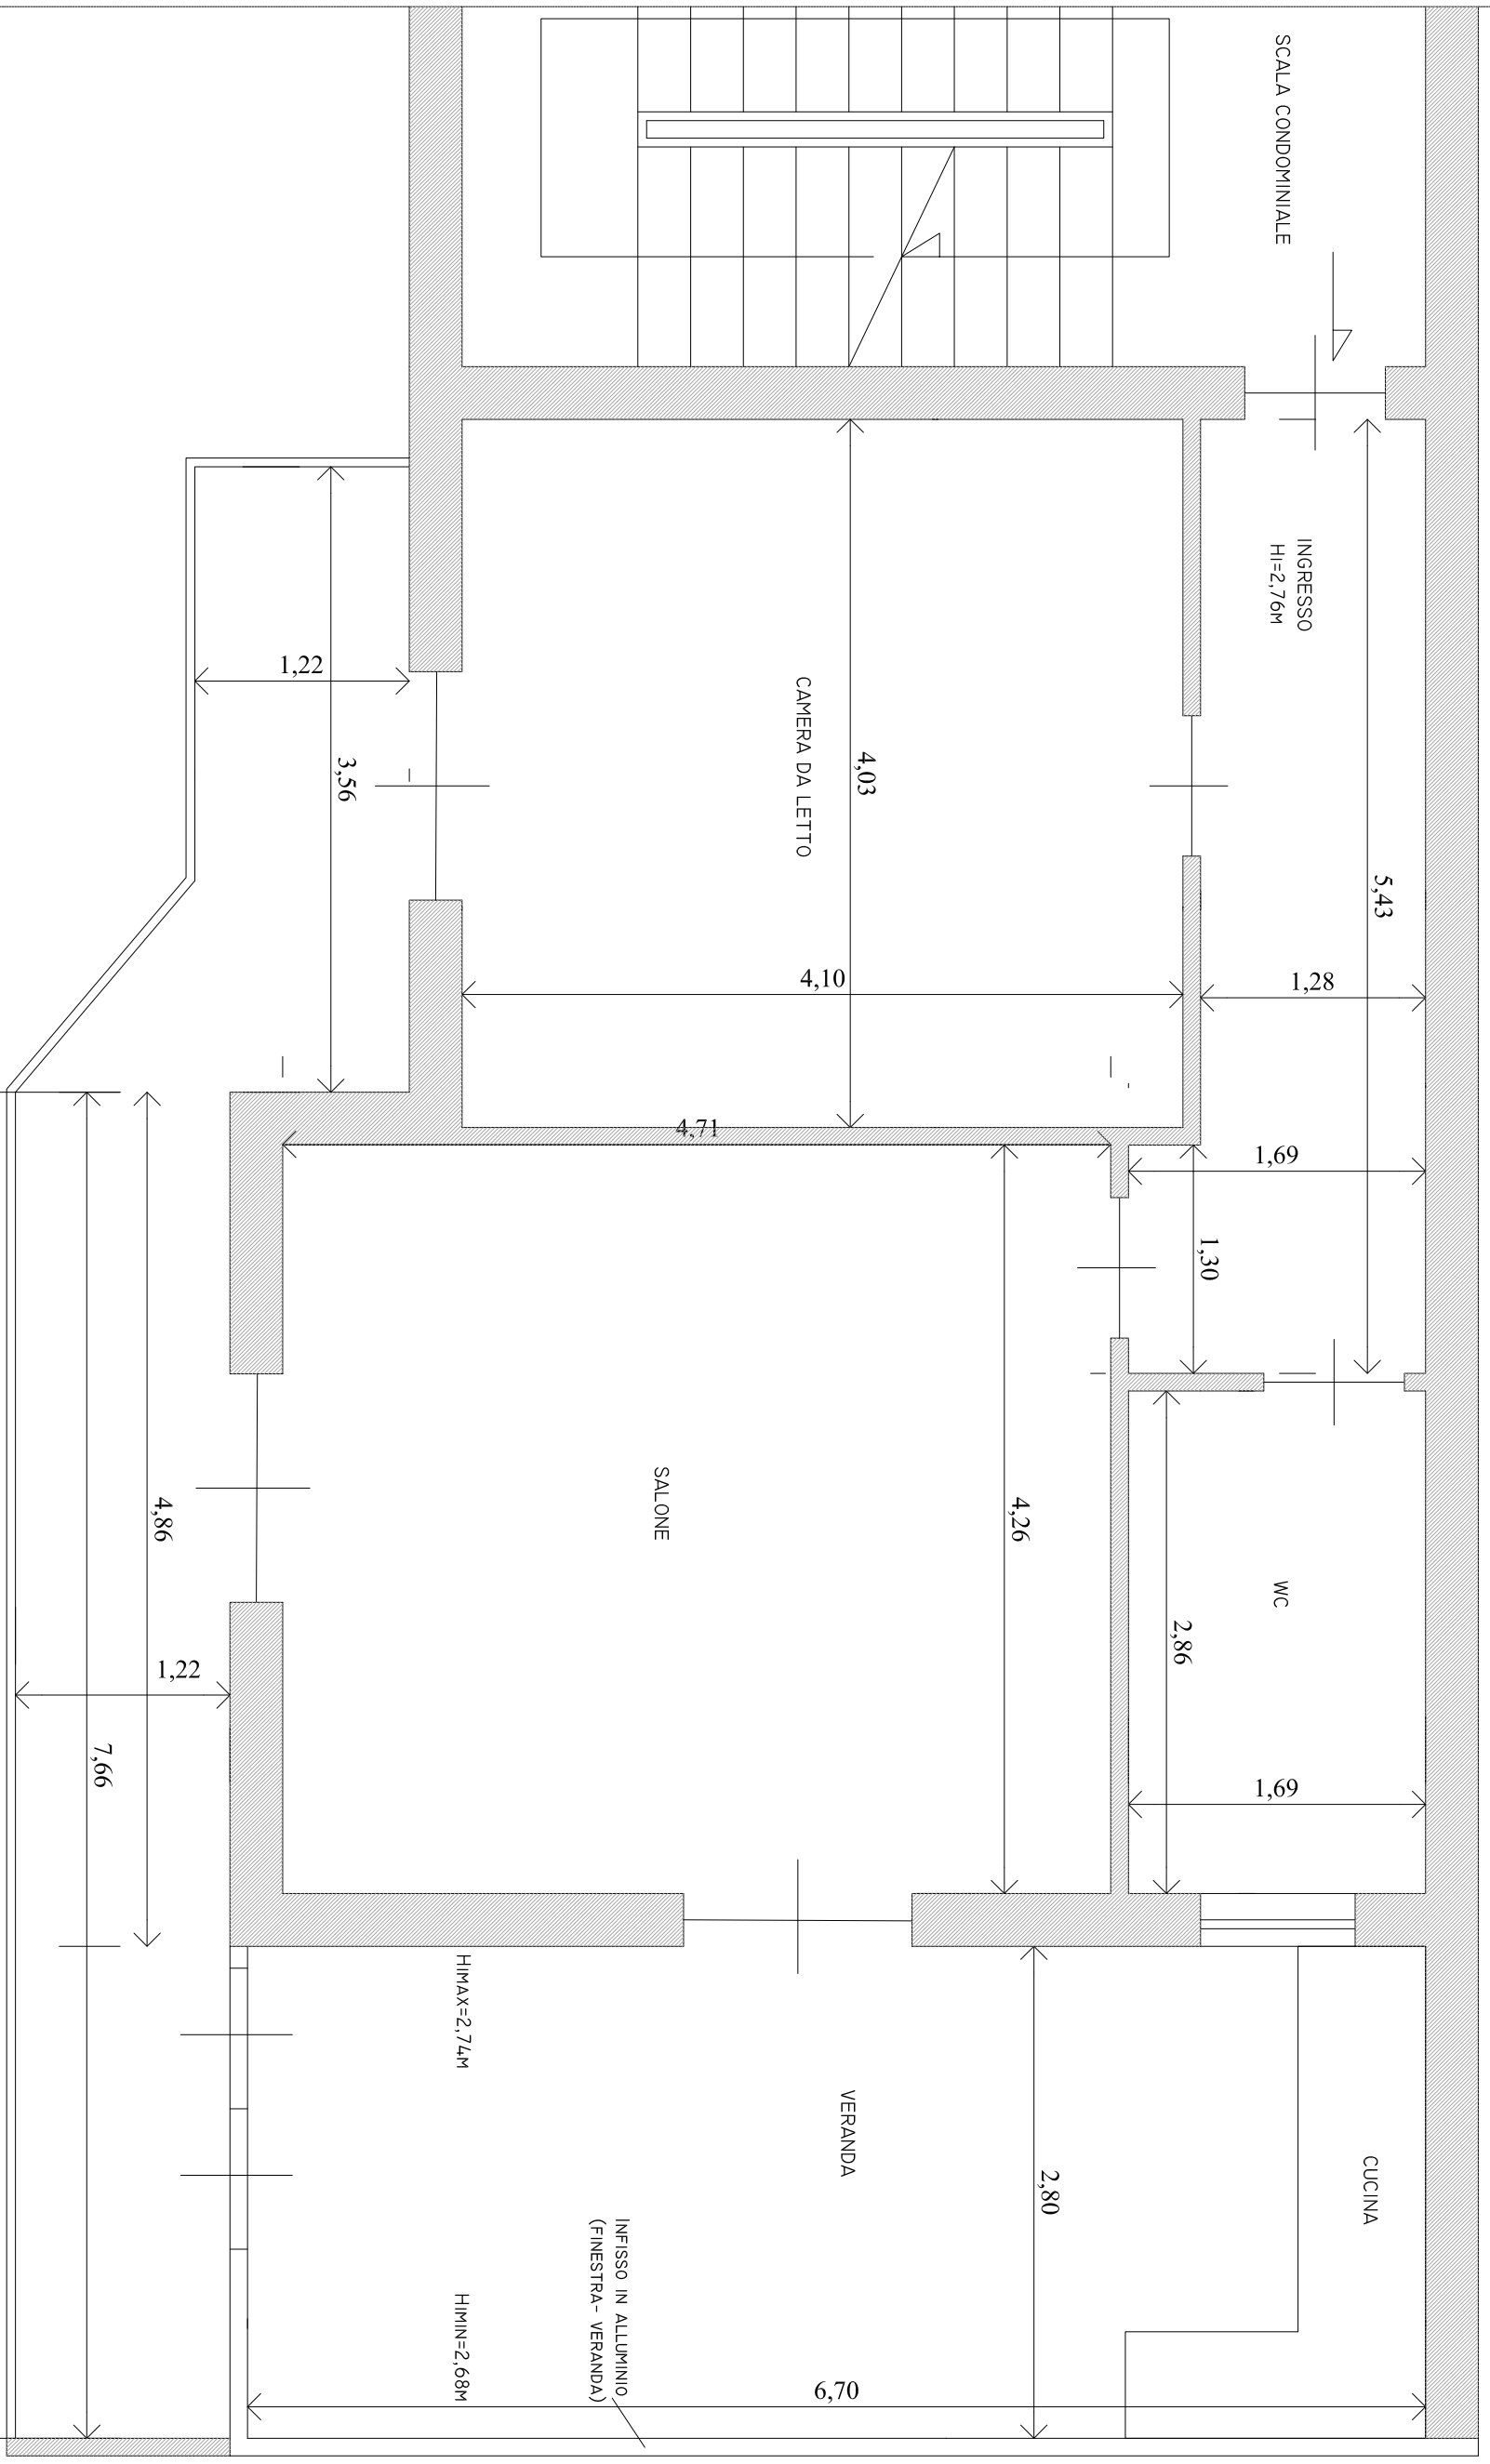 SCALA CONDOMINIALE
INGRESSO
HI=2,76M
5,43
1,28
CAMERA DA LETTO
4,03
4,10
1,22
3,56
4,71
1,69
1,30
4,26
SALONE
WC
2,86
1,69
4,86
1,22
7,66
HIMAX=2,74M
VERANDA
CUCINA
2,80
INFISSO IN ALLUMINIO
(FINESTRA- VERANDA)
HIMIN=2,68M
6,70